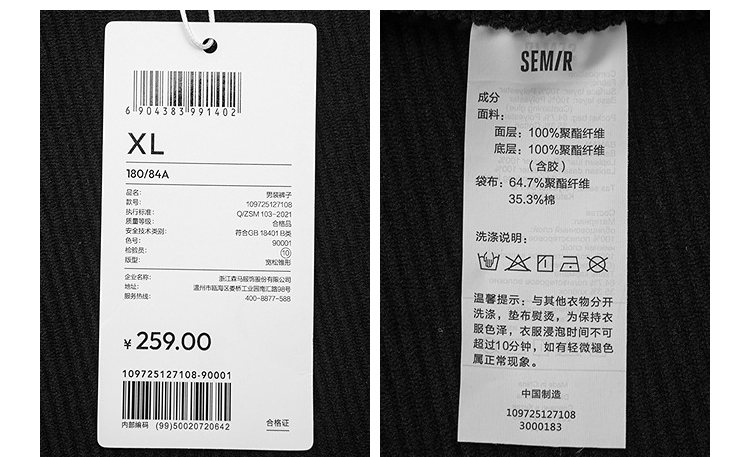 6904383991402
XL
180/84A
品名: 男装裤子
款号: 109725127108
执行标准: Q/ZSM 103-2021
质量等级: 合格品
安全技术类别: 符合GB 18401 B类
色号: 90001
检验员: 10
版型: 宽松锥形
企业名称: 浙江森马服饰股份有限公司
地址: 温州市瓯海区娄桥工业园南汇路98号
服务热线: 400-8877-588
¥ 259.00
109725127108-90001
内部编码 (99)50020720642
合格证
SEMIR
成分
面料:
面层: 100%聚酯纤维
底层: 100%聚酯纤维
(含胶)
袋布: 64.7%聚酯纤维
35.3%棉
洗涤说明:
温馨提示: 与其他衣物分开
洗涤, 垫布熨烫, 为保持衣
服色泽, 衣服浸泡时间不可
超过10分钟, 如有轻微褪色
属正常现象。
中国制造
109725127108
3000183